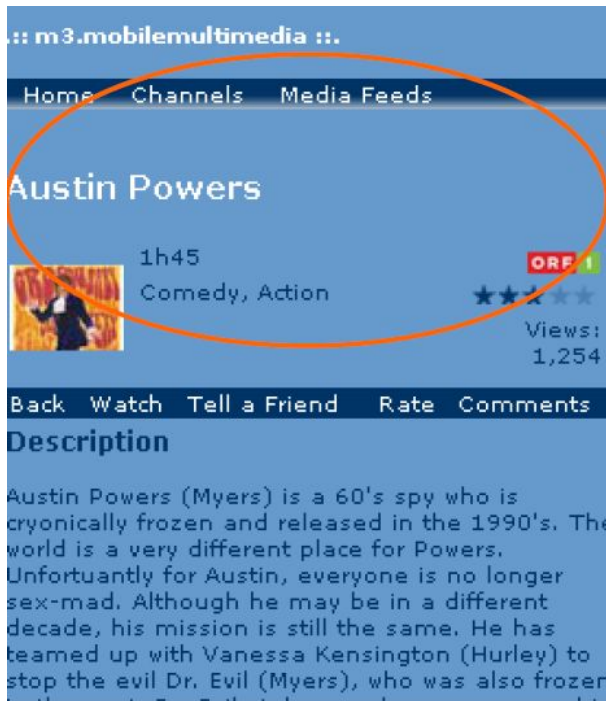 .:: m3.mobilemultimedia ::.
Home Channels Media Feeds
Austin Powers
1h45
ORF 1
Comedy, Action
Views:
1,254
Back Watch Tell a Friend Rate Comments
Description
Austin Powers (Myers) is a 60's spy who is
cryonically frozen and released in the 1990's. The
world is a very different place for Powers.
Unfortuantly for Austin, everyone is no longer
sex-mad. Although he may be in a different
decade, his mission is still the same. He has
teamed up with Vanessa Kensington (Hurley) to
stop the evil Dr. Evil (Myers), who was also frozen